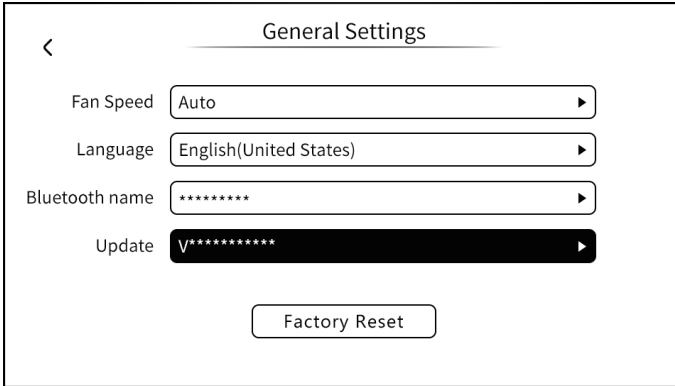 General Settings
Fan Speed Auto
Language English(United States)
Bluetooth name *********
Update V***********
Factory Reset